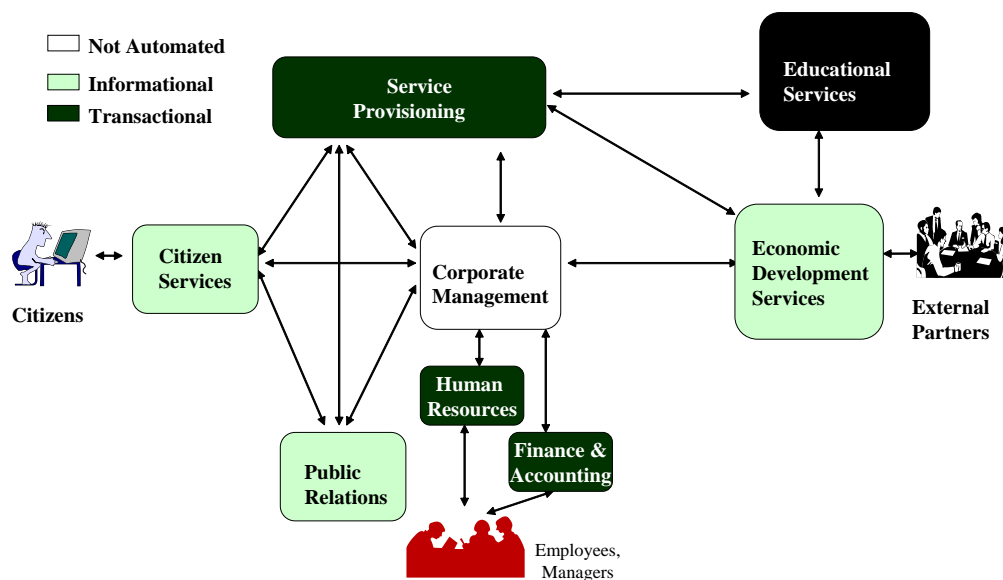 Not Automated
Informational
Transactional
Service
Provisioning
Educational
Services
Citizen
Services
Corporate
Management
Economic
Development
Services
Citizens
External
Partners
Human
Resources
Finance &
Accounting
Public
Relations
Employees,
Managers